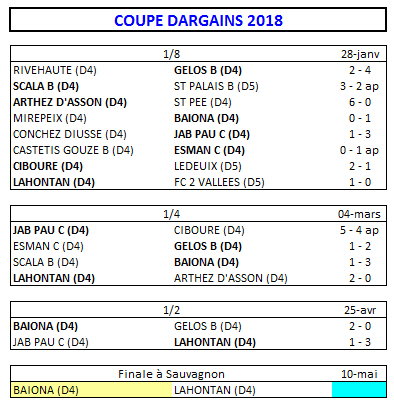 COUPE DARGAINS 2018
1/8 28-janv
RIVEHAUTE (D4) GELOS B (D4) 2 - 4
SCALA B (D4) ST PALAIS B (D5) 3 - 2 ap
ARTHEZ D'ASSON (D4) ST PEE (D4) 6 - 0
MIREPEIX (D4) BAIONA (D4) 0 - 1
CONCHEZ DIUSSE (D4) JAB PAU C (D4) 1 - 3
CASTETIS GOUZE B (D4) ESMAN C (D4) 0 - 1 ap
CIBOURE (D4) LEDEUIX (D5) 2 - 1
LAHONTAN (D4) FC 2 VALLEES (D5) 1 - 0
1/4 04-mars
JAB PAU C (D4) CIBOURE (D4) 5 - 4 ap
ESMAN C (D4) GELOS B (D4) 1 - 2
SCALA B (D4) BAIONA (D4) 1 - 3
LAHONTAN (D4) ARTHEZ D'ASSON (D4) 2 - 0
1/2 25-avr
BAIONA (D4) GELOS B (D4) 2 - 0
JAB PAU C (D4) LAHONTAN (D4) 1 - 3
Finale à Sauvagnon 10-mai
BAIONA (D4) LAHONTAN (D4)